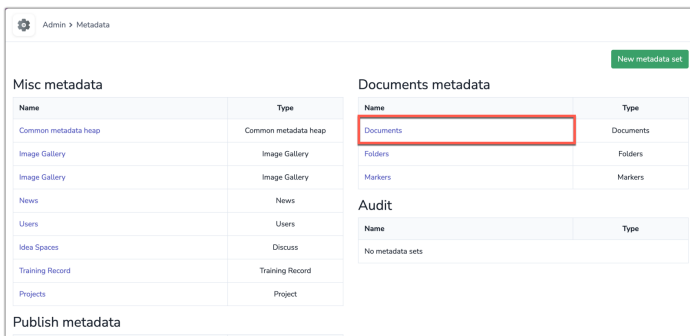 Admin > Metadata
New metadata set
Misc metadata
Name Type
Common metadata heap Common metadata heap
Image Gallery Image Gallery
Image Gallery Image Gallery
News News
Users Users
Idea Spaces Discuss
Training Record Training Record
Projects Project
Publish metadata
Documents metadata
Name Type
Documents Documents
Folders Folders
Markers Markers
Audit
Name Type
No metadata sets